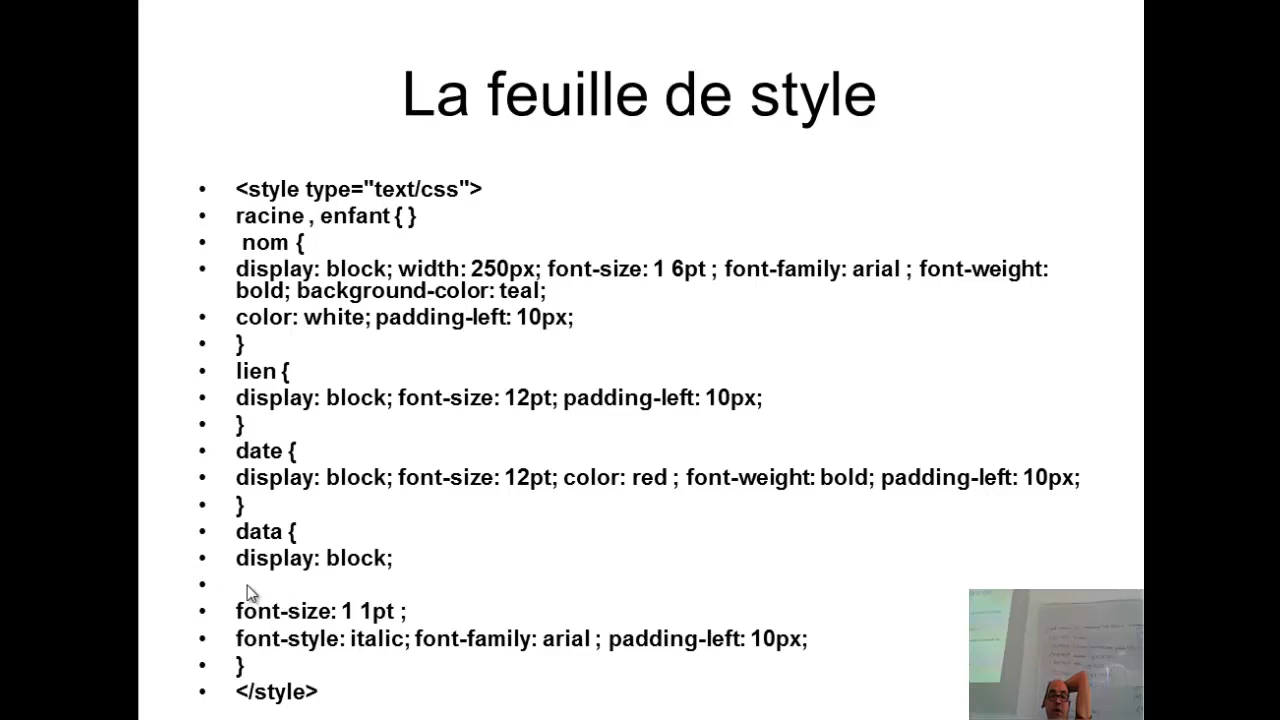 La feuille de style
• <style type="text/css">
• racine , enfant { }
• nom {
• display: block; width: 250px; font-size: 1 6pt ; font-family: arial ; font-weight:
bold; background-color: teal;
• color: white; padding-left: 10px;
• }
• lien {
• display: block; font-size: 12pt; padding-left: 10px;
• }
• date {
• display: block; font-size: 12pt; color: red ; font-weight: bold; padding-left: 10px;
• }
• data {
• display: block;
•
• font-size: 1 1pt ;
• font-style: italic; font-family: arial ; padding-left: 10px;
• }
• </style>